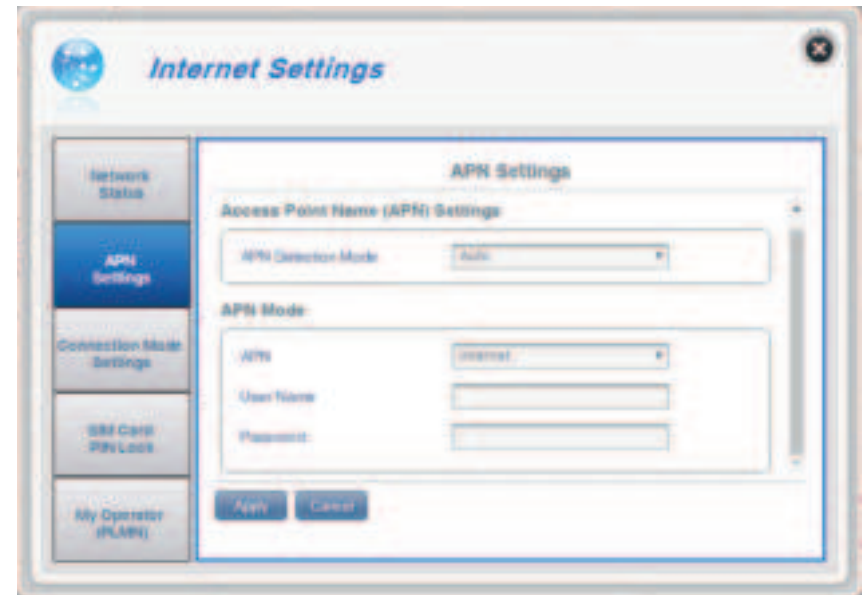 Internet Settings
Network
Status
APN
Settings
Connection Mode
Settings
SIM Card
PIN Lock
My Operator
(PLMN)
APN Settings
Access Point Name (APN) Settings
APN Detection Mode
Auto
APN Mode
APN
internet
User Name
Password
Apply
Cancel